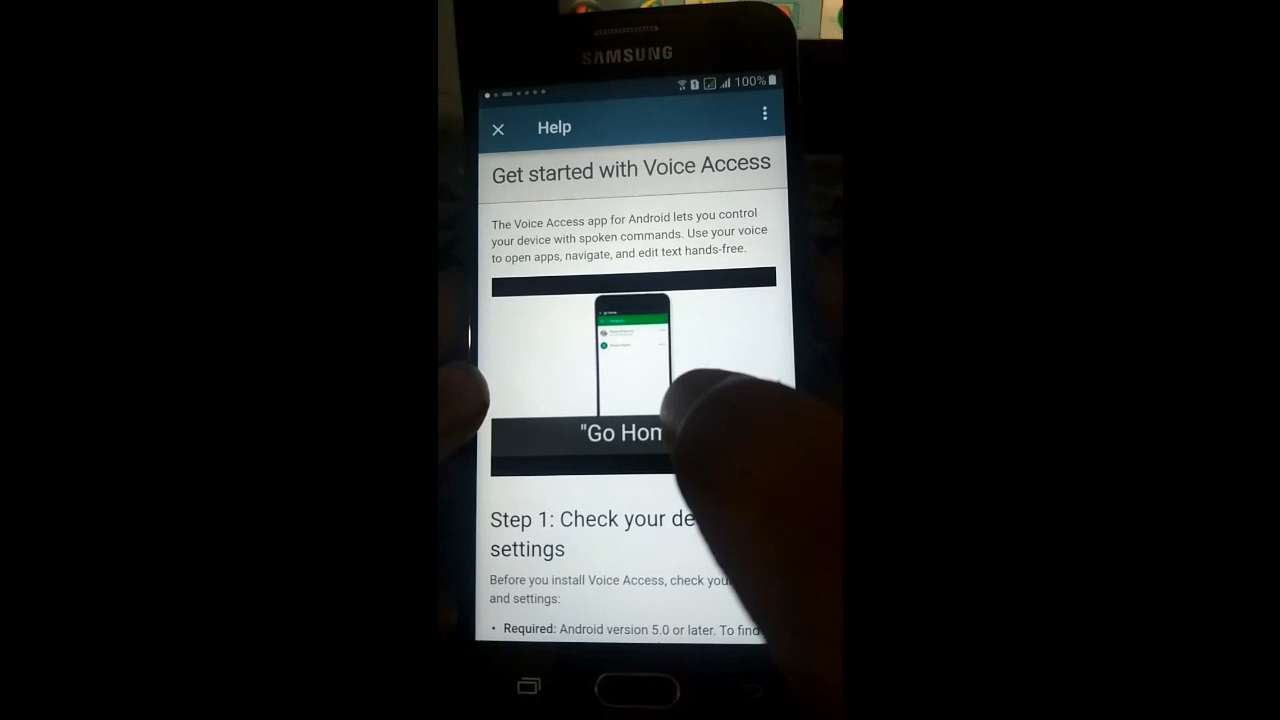 SAMSUNG
100%
Help
Get started with Voice Access
The Voice Access app for Android lets you control
your device with spoken commands. Use your voice
to open apps, navigate, and edit text hands-free.
"Go Hom
Step 1: Check your de
settings
Before you install Voice Access, check you
and settings:
• Required: Android version 5.0 or later. To find